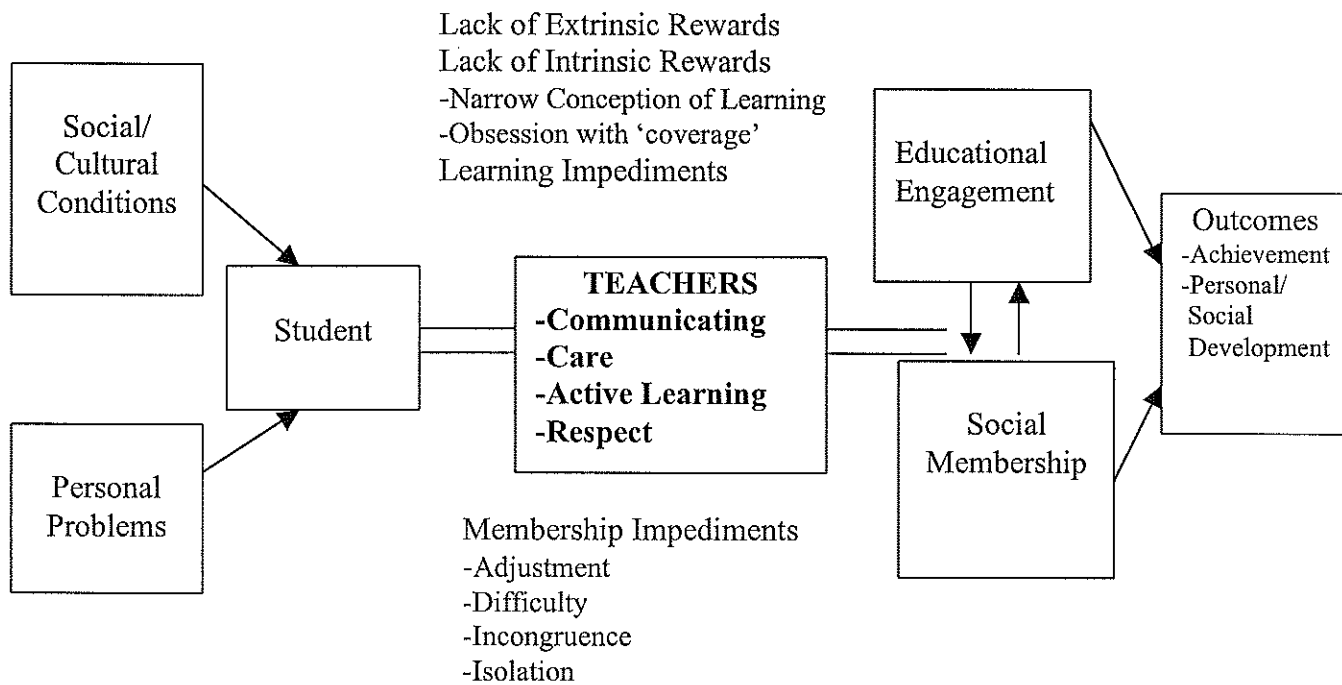 Lack of Extrinsic Rewards
Lack of Intrinsic Rewards
-Narrow Conception of Learning
-Obsession with ‘coverage’
Learning Impediments
Social/
Cultural
Conditions
Personal
Problems
Student
TEACHERS
-Communicating
-Care
-Active Learning
-Respect
Membership Impediments
-Adjustment
-Difficulty
-Incongruence
-Isolation
Educational
Engagement
Social
Membership
Outcomes
-Achievement
-Personal/
Social
Development